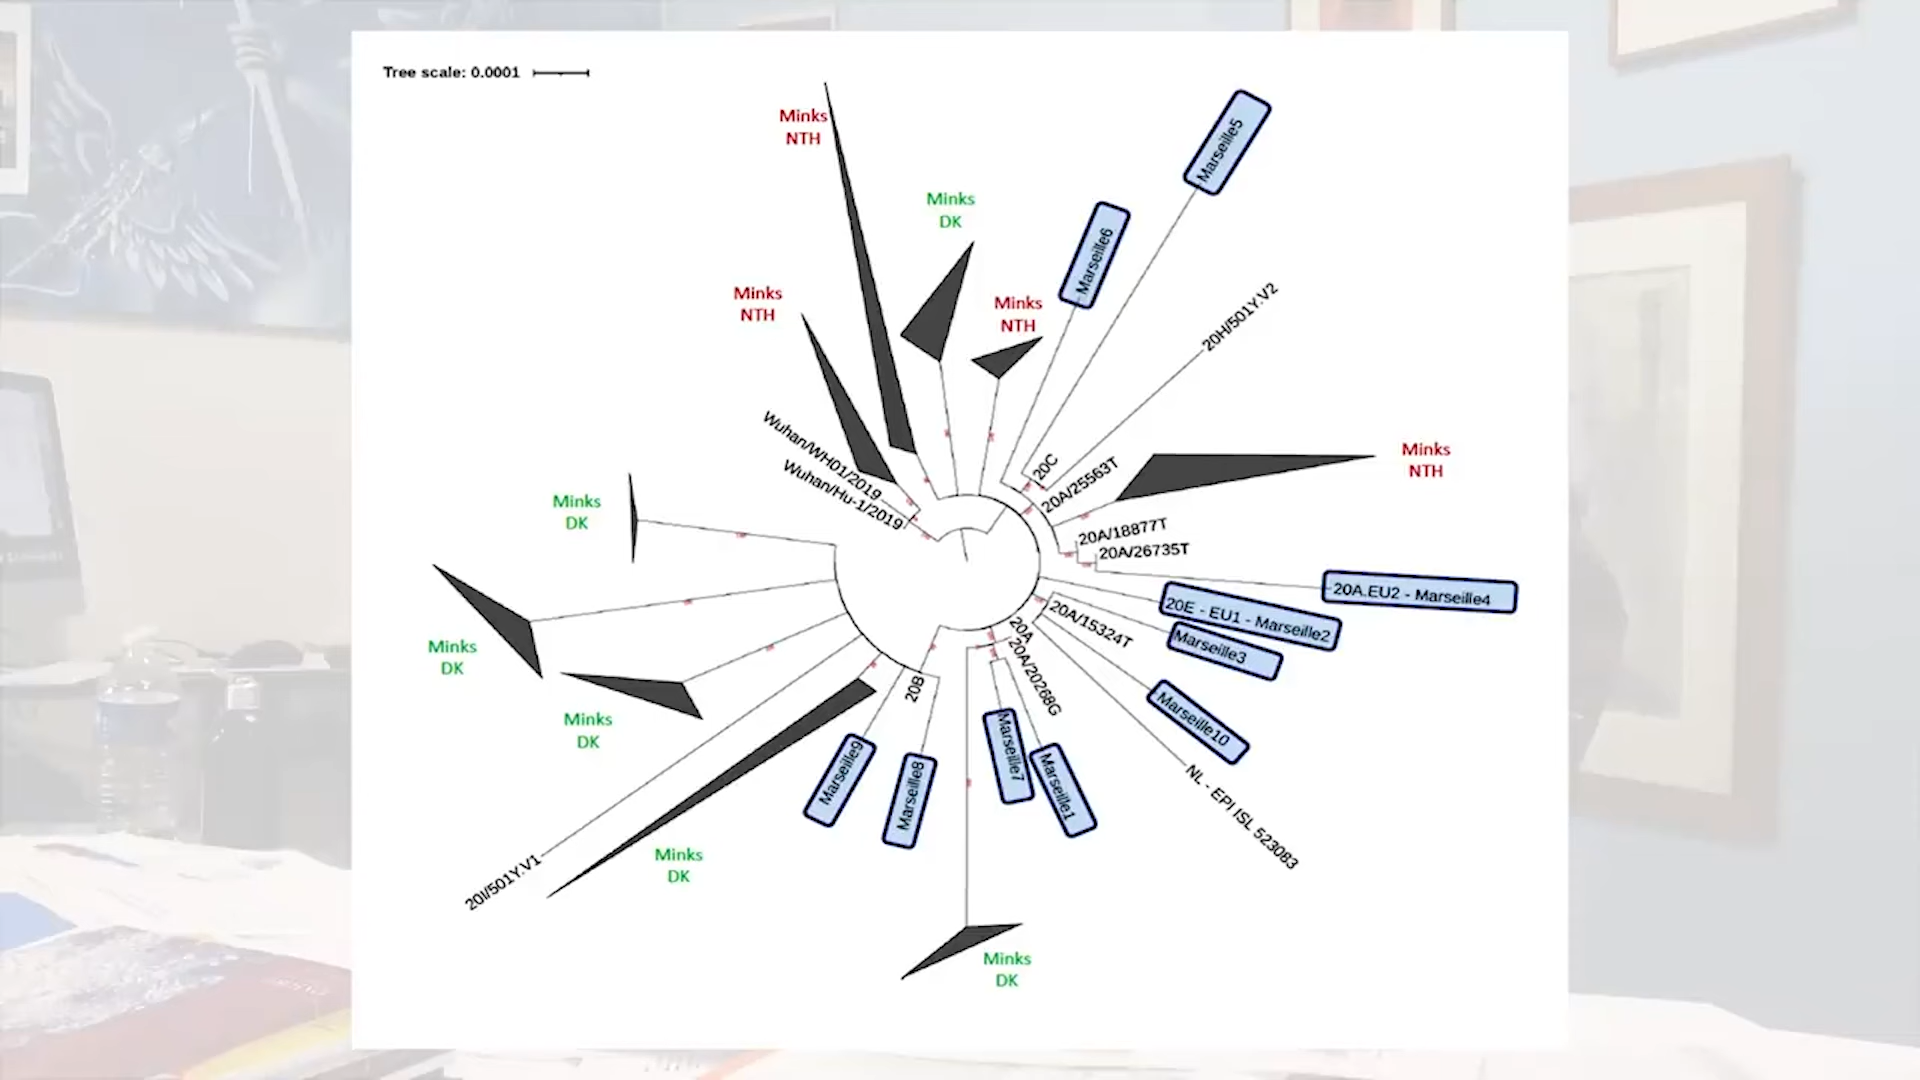 Tree scale: 0.0001
Minks
NTH
Marseille5
Minks
DK
Marseille6
Minks
NTH
Minks
NTH
20H/501Y.V2
Wuhan/WH01/2019
Wuhan/Hu-1/2019
20C
20A/25563T
Minks
NTH
Minks
DK
20A/18877T
20A/26735T
20A.EU2 - Marseille4
20E - EU1 - Marseille2
20A/15324T
Marseille3
Minks
DK
20A
20A/20268G
20B
Marseille10
Minks
DK
Marseille9
Marseille8
Marseille7
Marseille1
NL - EPI ISL 523083
20I/501Y.V1
Minks
DK
Minks
DK